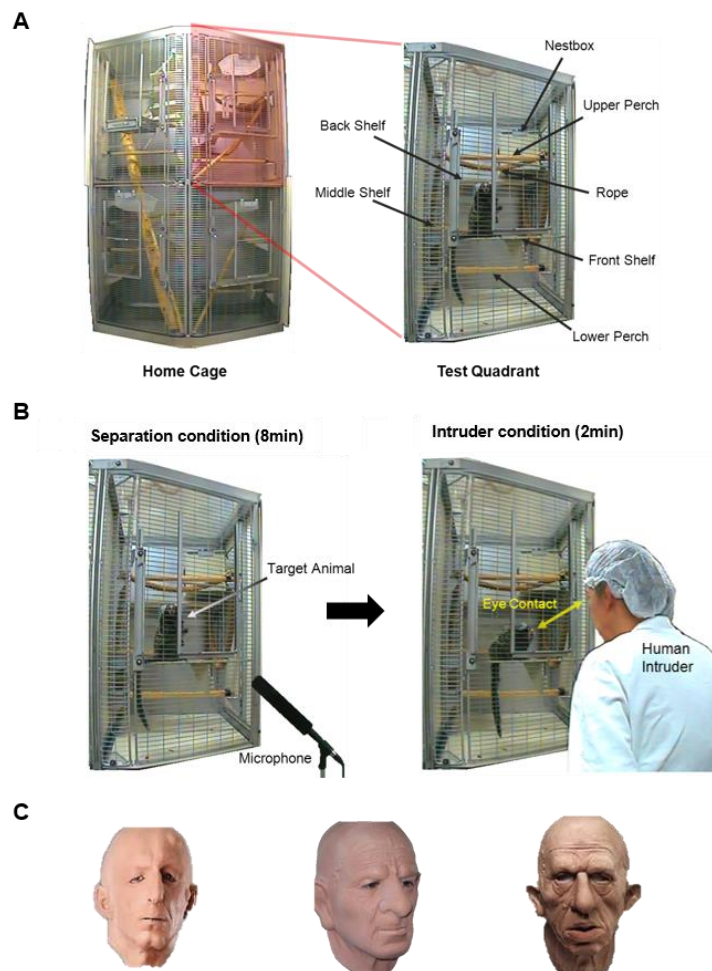 A
Nestbox
Upper Perch
Back Shelf
Middle Shelf
Rope
Front Shelf
Lower Perch
Home Cage
Test Quadrant
B
Separation condition (8min)
Intruder condition (2min)
Target Animal
Eye Contact
Human
Intruder
Microphone
C